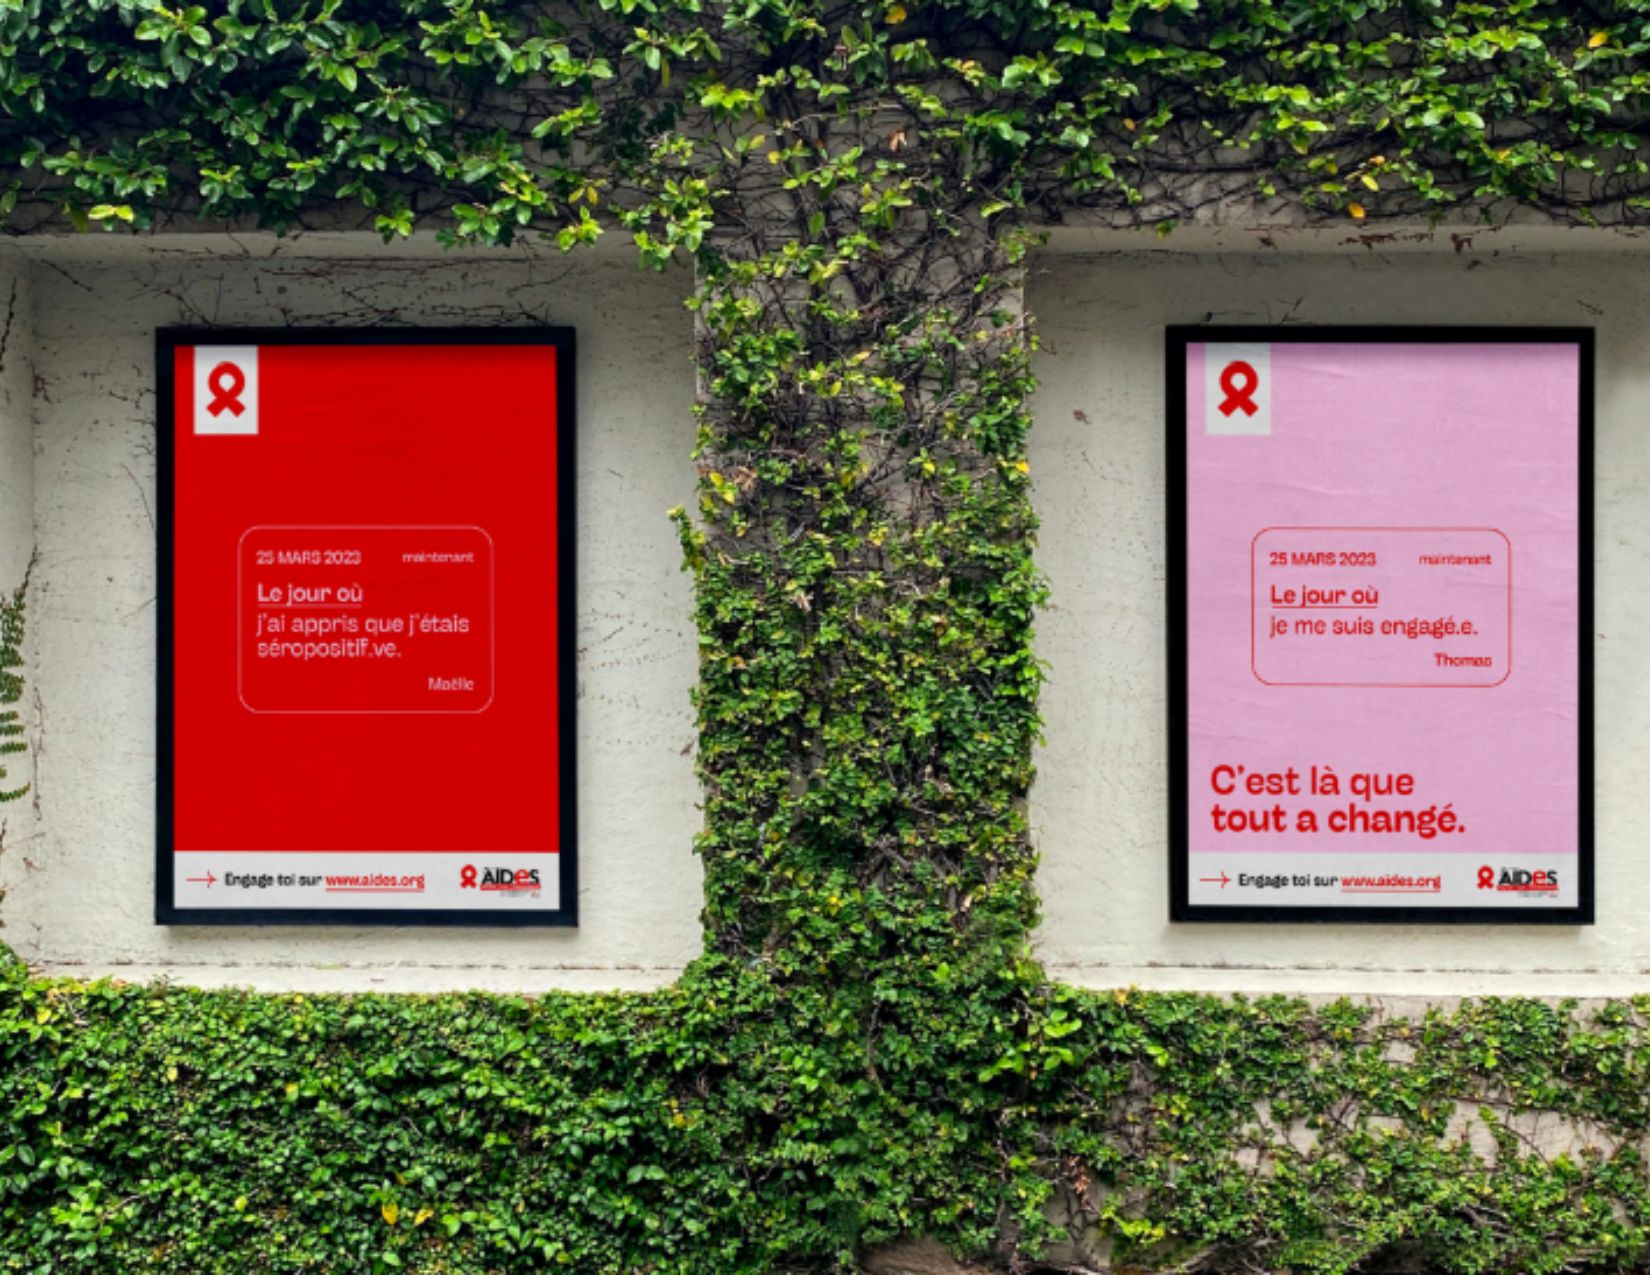 25 MARS 2023 maintenant
Le jour où
j'ai appris que j'étais
séropositif.ve.
Maëlle
→ Engage toi sur www.aides.org
AIDES
25 MARS 2023 maintenant
Le jour où
je me suis engagé.e.
Thomas
C'est là que
tout a changé.
→ Engage toi sur www.aides.org
AIDES